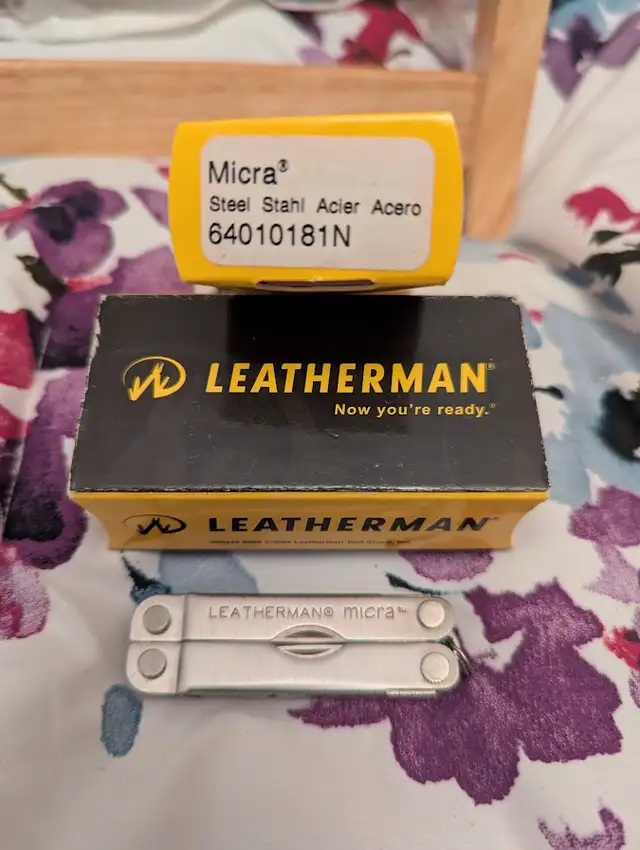 Micra®
Steel Stahl Acier Acero
64010181N
LEATHERMAN®
Now you're ready.®
LEATHERMAN
LEATHERMAN® micra™